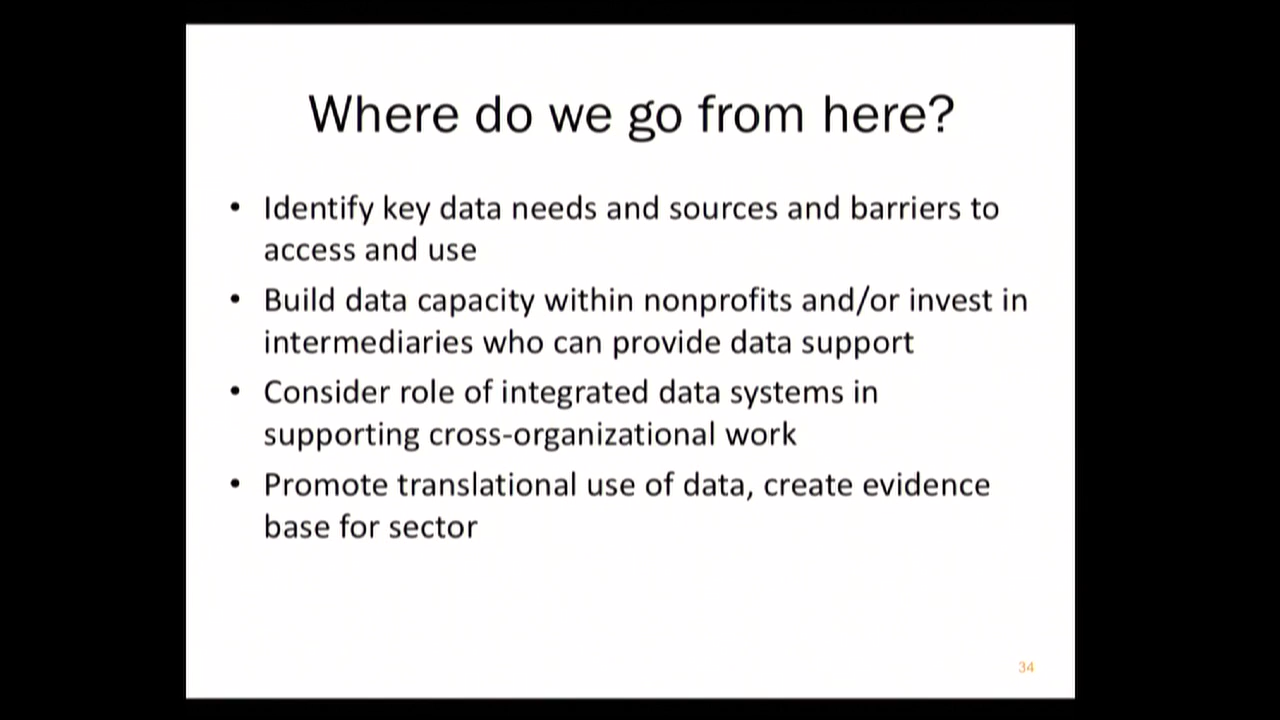 Where do we go from here?
• Identify key data needs and sources and barriers to
access and use
• Build data capacity within nonprofits and/or invest in
intermediaries who can provide data support
• Consider role of integrated data systems in
supporting cross-organizational work
• Promote translational use of data, create evidence
base for sector
34